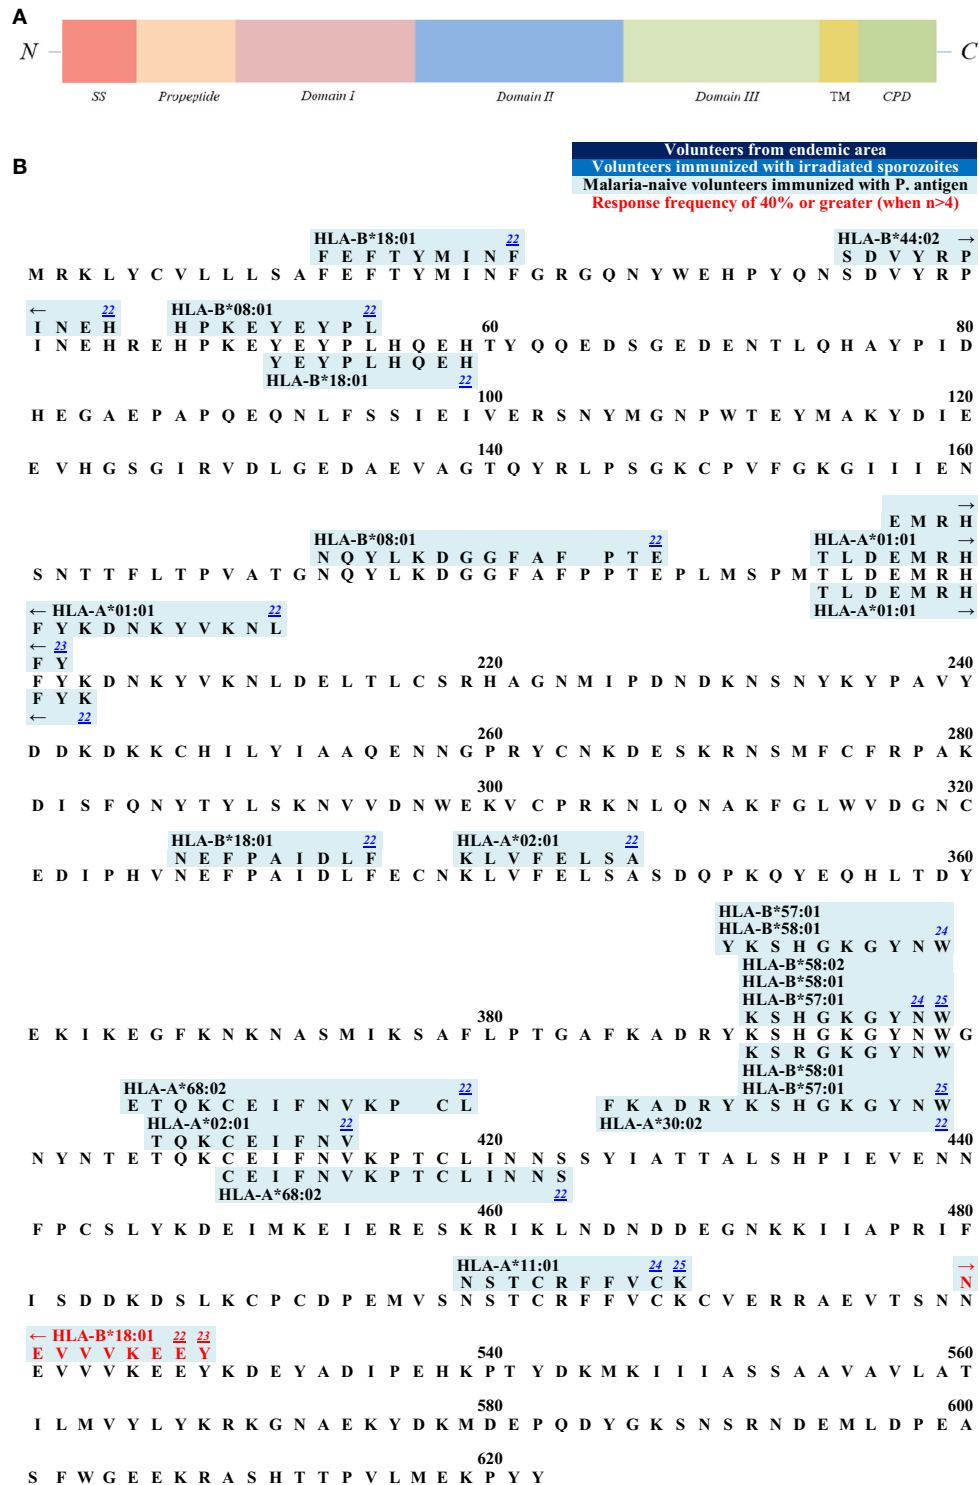 A
N C
SS Propeptide Domain I Domain II Domain III TM CPD
B
Volunteers from endemic area
Volunteers immunized with irradiated sporozoites
Malaria-naive volunteers immunized with P. antigen
Response frequency of 40% or greater (when n>4)
HLA-B*18:01 22 HLA-B*44:02 →
F E F T Y M I N F S D V Y R P
M R K L Y C V L L L S A F E F T Y M I N F G R G Q N Y W E H P Y Q N S D V Y R P
← 22 HLA-B*08:01 22
I N E H H P K E Y E Y P L 60 80
I N E H R E H P K E Y E Y P L H Q E H T Y Q Q E D S G E D E N T L Q H A Y P I D
Y E Y P L H Q E H
HLA-B*18:01 22
100 120
H E G A E P A P Q E Q N L F S S I E I V E R S N Y M G N P W T E Y M A K Y D I E
140 160
E V H G S G I R V D L G E D A E V A G T Q Y R L P S G K C P V F G K G I I I E N
→
E M R H
HLA-B*08:01 22 HLA-A*01:01 →
N Q Y L K D G G F A F P T E T L D E M R H
S N T T F L T P V A T G N Q Y L K D G G F A F P P T E P L M S P M T L D E M R H
T L D E M R H
← HLA-A*01:01 22 HLA-A*01:01 →
F Y K D N K Y V K N L
← 23
F Y 220 240
F Y K D N K Y V K N L D E L T L C S R H A G N M I P D N D K N S N Y K Y P A V Y
F Y K
← 22
260 280
D D K D K K C H I L Y I A A Q E N N G P R Y C N K D E S K R N S M F C F R P A K
300 320
D I S F Q N Y T Y L S K N V V D N W E K V C P R K N L Q N A K F G L W V D G N C
HLA-B*18:01 22 HLA-A*02:01 22
N E F P A I D L F K L V F E L S A 360
E D I P H V N E F P A I D L F E C N K L V F E L S A S D Q P K Q Y E Q H L T D Y
HLA-B*57:01
HLA-B*58:01 24
Y K S H G K G Y N W
HLA-B*58:02
HLA-B*58:01
HLA-B*57:01 24 25
380 K S H G K G Y N W
E K I K E G F K N K N A S M I K S A F L P T G A F K A D R Y K S H G K G Y N W G
K S R G K G Y N W
HLA-B*58:01
HLA-A*68:02 22 HLA-B*57:01 25
E T Q K C E I F N V K P C L F K A D R Y K S H G K G Y N W
HLA-A*02:01 22 HLA-A*30:02 22
T Q K C E I F N V 420 440
N Y N T E T Q K C E I F N V K P T C L I N N S S Y I A T T A L S H P I E V E N N
C E I F N V K P T C L I N N S
HLA-A*68:02 22
460 480
F P C S L Y K D E I M K E I E R E S K R I K L N D N D D E G N K K I I A P R I F
HLA-A*11:01 24 25 →
N S T C R F F V C K N
I S D D K D S L K C P C D P E M V S N S T C R F F V C K C V E R R A E V T S N N
← HLA-B*18:01 22 23
E V V V K E E Y 540 560
E V V V K E E Y K D E Y A D I P E H K P T Y D K M K I I I A S S A A V A V L A T
580 600
I L M V Y L Y K R K G N A E K Y D K M D E P Q D Y G K S N S R N D E M L D P E A
620
S F W G E E K R A S H T T P V L M E K P Y Y